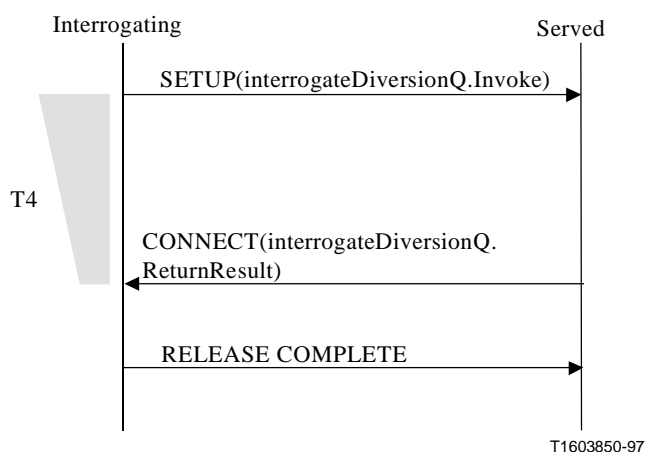 Interrogating
Served
SETUP(interrogateDiversionQ.Invoke)
T4
CONNECT(interrogateDiversionQ.
ReturnResult)
RELEASE COMPLETE
T1603850-97